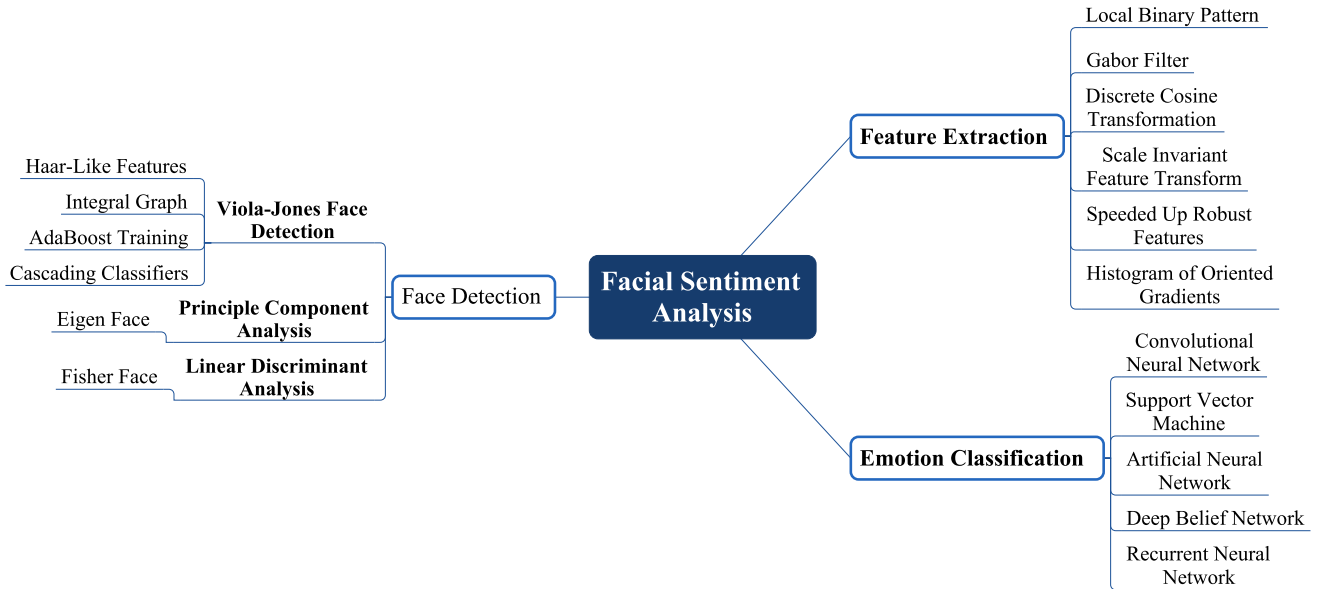 Haar-Like Features
Integral Graph
AdaBoost Training
Cascading Classifiers
Viola-Jones Face
Detection
Eigen Face
Principle Component
Analysis
Fisher Face
Linear Discriminant
Analysis
Face Detection
Facial Sentiment
Analysis
Feature Extraction
Local Binary Pattern
Gabor Filter
Discrete Cosine
Transformation
Scale Invariant
Feature Transform
Speeded Up Robust
Features
Histogram of Oriented
Gradients
Emotion Classification
Convolutional
Neural Network
Support Vector
Machine
Artificial Neural
Network
Deep Belief Network
Recurrent Neural
Network